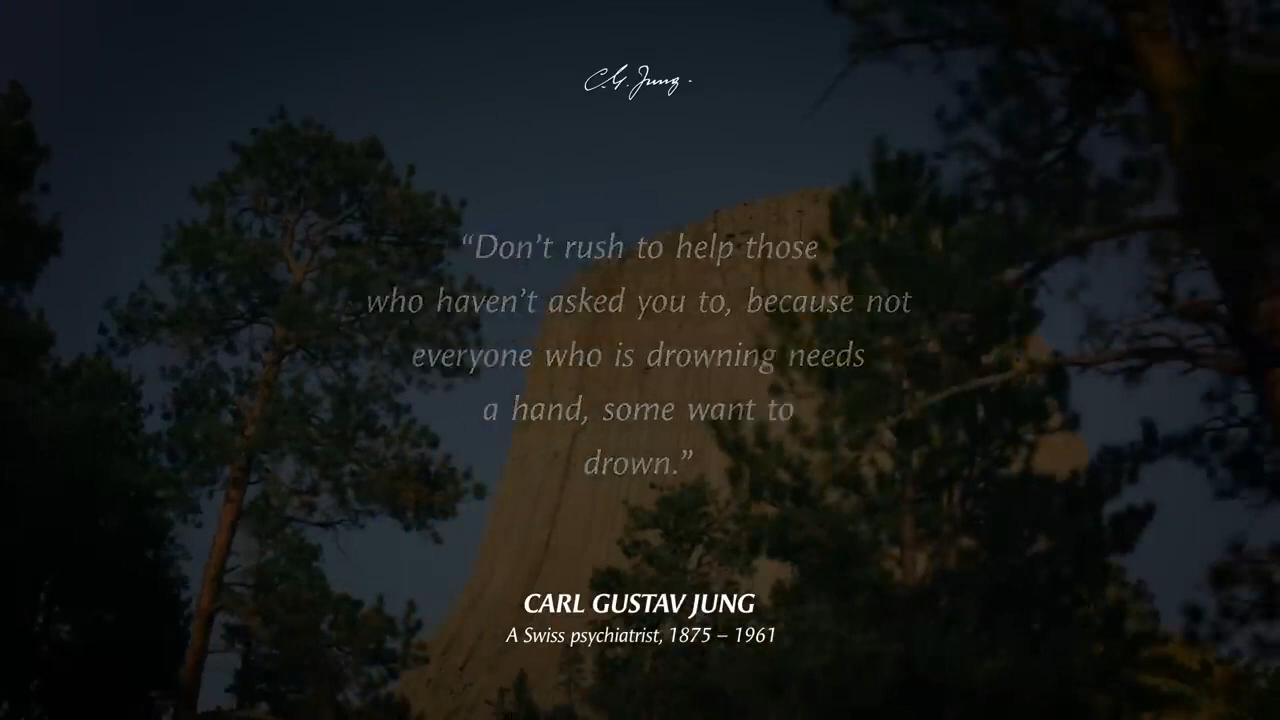 C.G. Jung.
“Don’t rush to help those
who haven’t asked you to, because not
everyone who is drowning needs
a hand, some want to
drown.”
CARL GUSTAV JUNG
A Swiss psychiatrist, 1875 – 1961